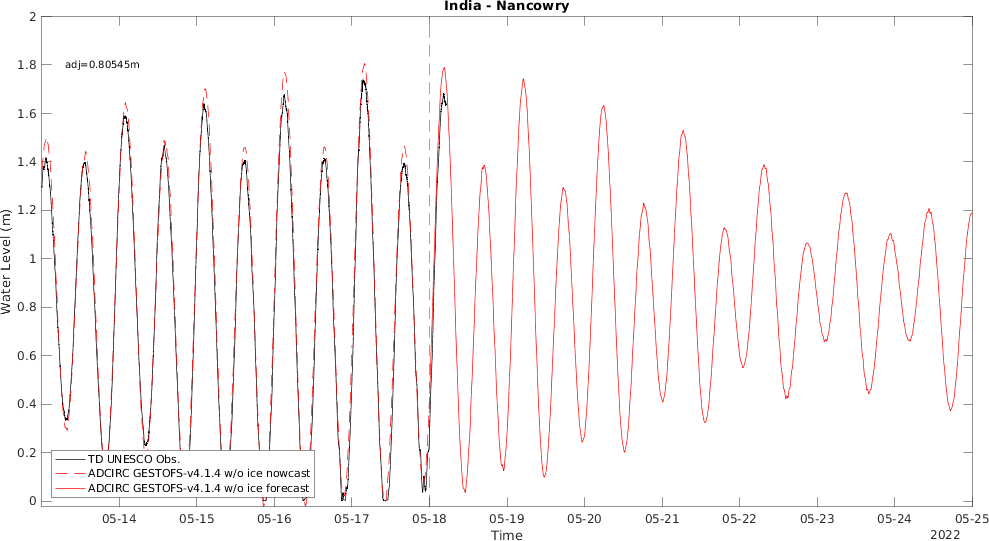 India - Nancowry
2
1.8
1.6
1.4
1.2
1
0.8
0.6
0.4
0.2
0
Water Level (m)
adj=0.80545m
TD UNESCO Obs.
ADCIRC GESTOFS-v4.1.4 w/o ice nowcast
ADCIRC GESTOFS-v4.1.4 w/o ice forecast
05-14 05-15 05-16 05-17 05-18 05-19 05-20 05-21 05-22 05-23 05-24 05-25
Time
2022